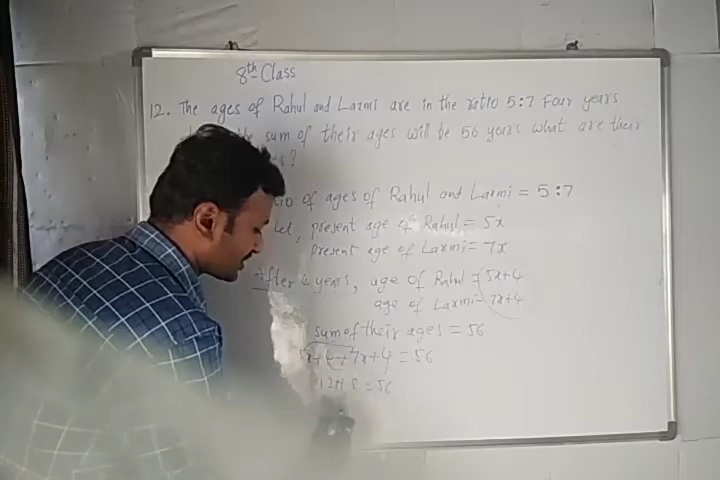 8th Class
12. The ages of Rahul and Laxmi are in the ratio 5:7 Four years
the sum of their ages will be 56 years what are their
?
of ages of Rahul and Laxmi = 5:7
Let, present age of Rahul = 5x
present age of Laxmi = 7x
After 4 years, age of Rahul = 5x+4
age of Laxmi = 7x+4
sum of their ages = 56
x+4+7x+4 = 56
12x+8 = 56